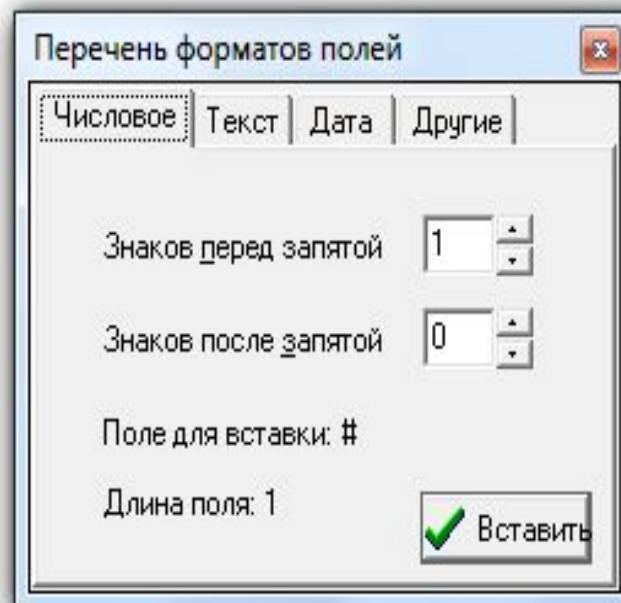 Перечень форматов полей
Числовое Текст Дата Другие
Знаков перед запятой 1
Знаков после запятой 0
Поле для вставки: #
Длина поля: 1
Вставить